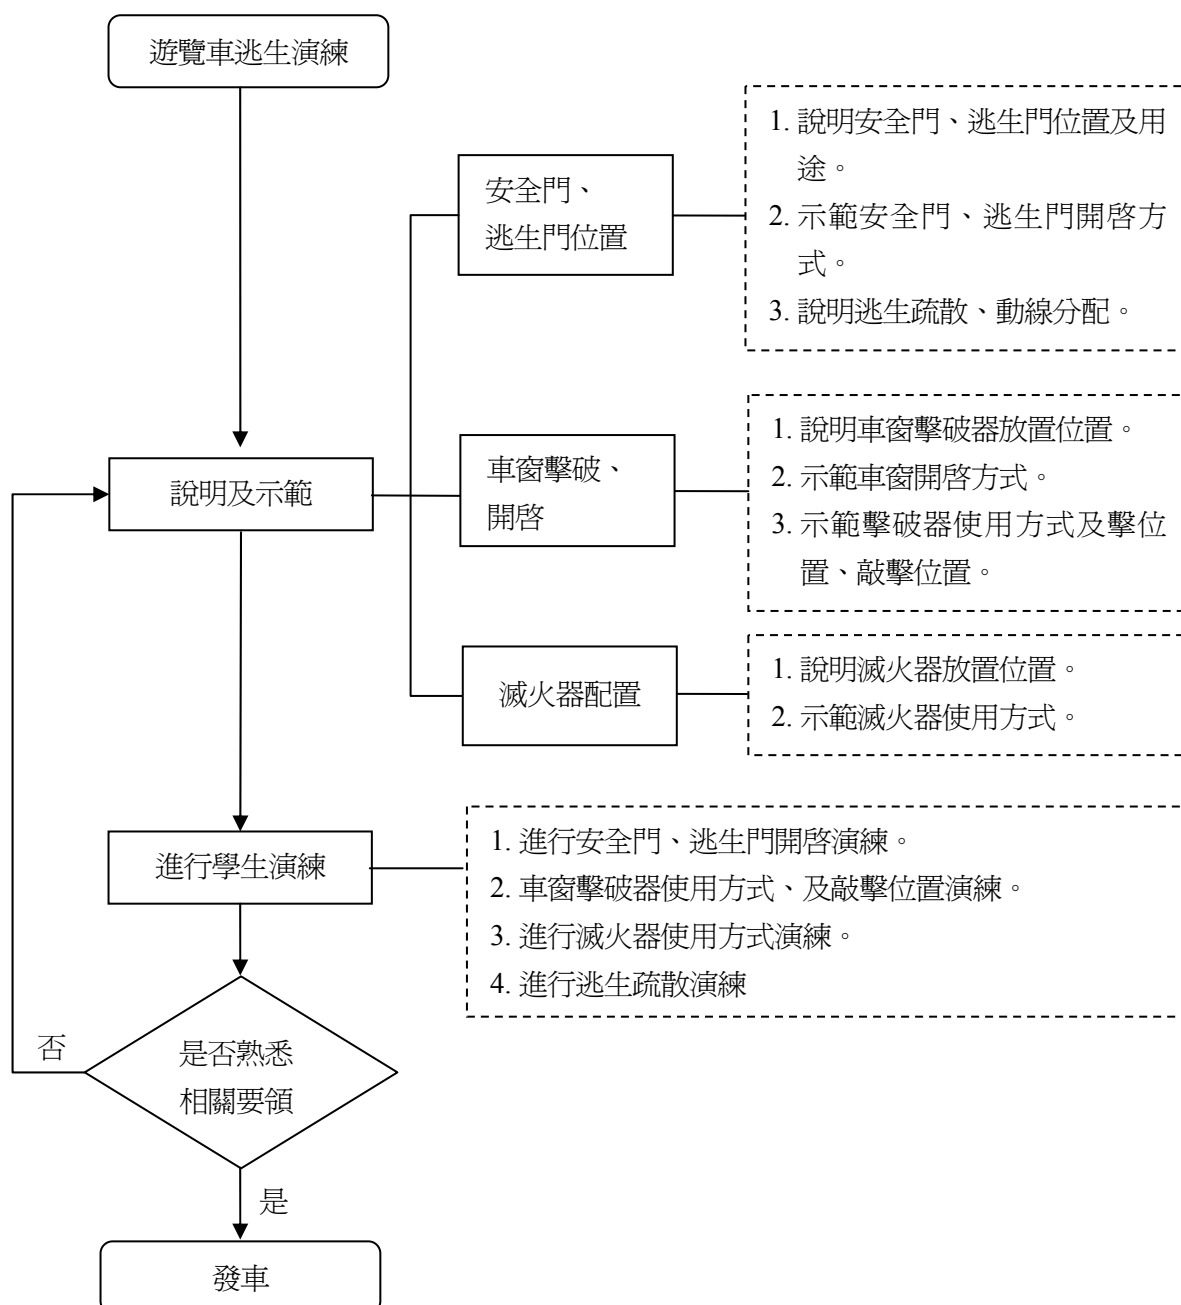 遊覽車逃生演練
1. 說明安全門、逃生門位置及用
途。
2. 示範安全門、逃生門開啓方
式。
3. 說明逃生疏散、動線分配。
安全門、
逃生門位置
說明及示範
車窗擊破、
開啓
1. 說明車窗擊破器放置位置。
2. 示範車窗開啓方式。
3. 示範擊破器使用方式及擊位
置、敲擊位置。
滅火器配置
1. 說明滅火器放置位置。
2. 示範滅火器使用方式。
進行學生演練
1. 進行安全門、逃生門開啓演練。
2. 車窗擊破器使用方式、及敲擊位置演練。
3. 進行滅火器使用方式演練。
4. 進行逃生疏散演練
否
是否熟悉
相關要領
是
發車